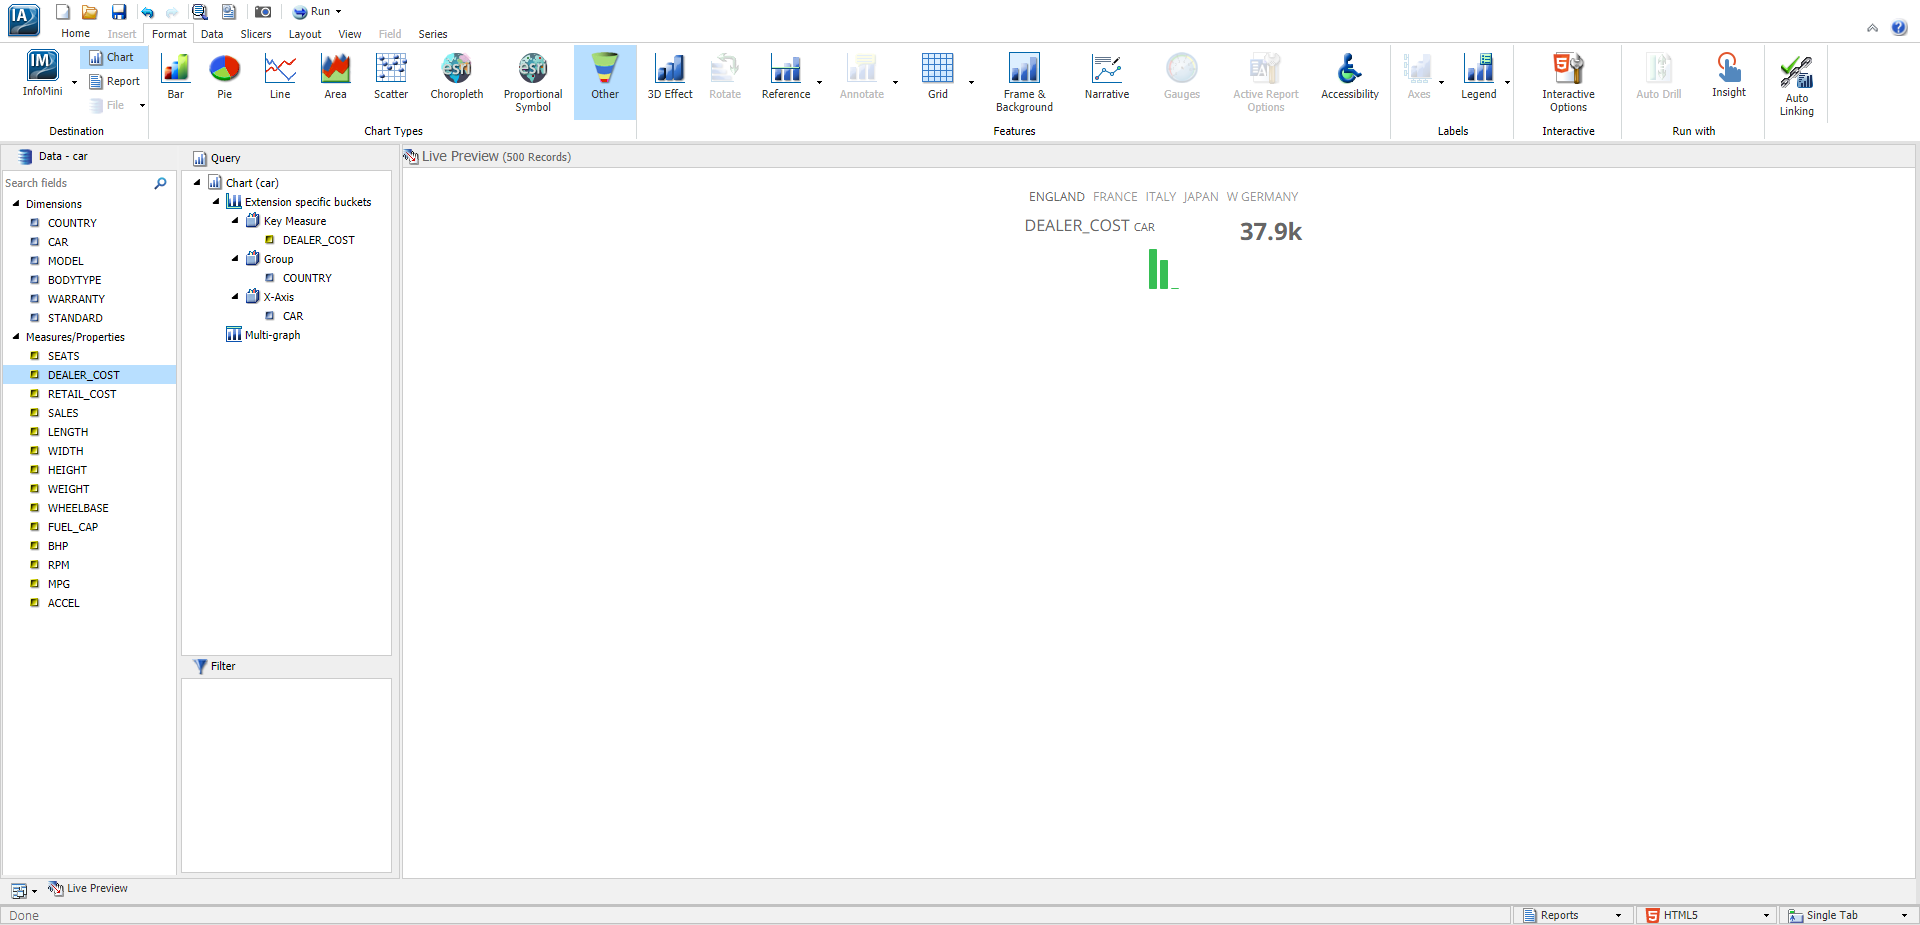 IA
Run
Home Insert Format Data Slicers Layout View Field Series
IM
InfoMini
Chart
Report
File
Destination
Bar
Pie
Line
Area
Scatter
esri
Choropleth
esri
Proportional
Symbol
Other
Chart Types
3D Effect
Rotate
Reference
Annotate
Grid
Frame &
Background
Narrative
Gauges
Active Report
Options
Accessibility
Features
Axes
Legend
Labels
Interactive
Options
Interactive
Auto Drill
Insight
Run with
Auto
Linking
Data - car
Search fields
Dimensions
COUNTRY
CAR
MODEL
BODYTYPE
WARRANTY
STANDARD
Measures/Properties
SEATS
DEALER_COST
RETAIL_COST
SALES
LENGTH
WIDTH
HEIGHT
WEIGHT
WHEELBASE
FUEL_CAP
BHP
RPM
MPG
ACCEL
Query
Chart (car)
Extension specific buckets
Key Measure
DEALER_COST
Group
COUNTRY
X-Axis
CAR
Multi-graph
Filter
Live Preview (500 Records)
ENGLAND FRANCE ITALY JAPAN W GERMANY
DEALER_COST CAR 37.9k
Live Preview
Done
Reports
HTML5
Single Tab